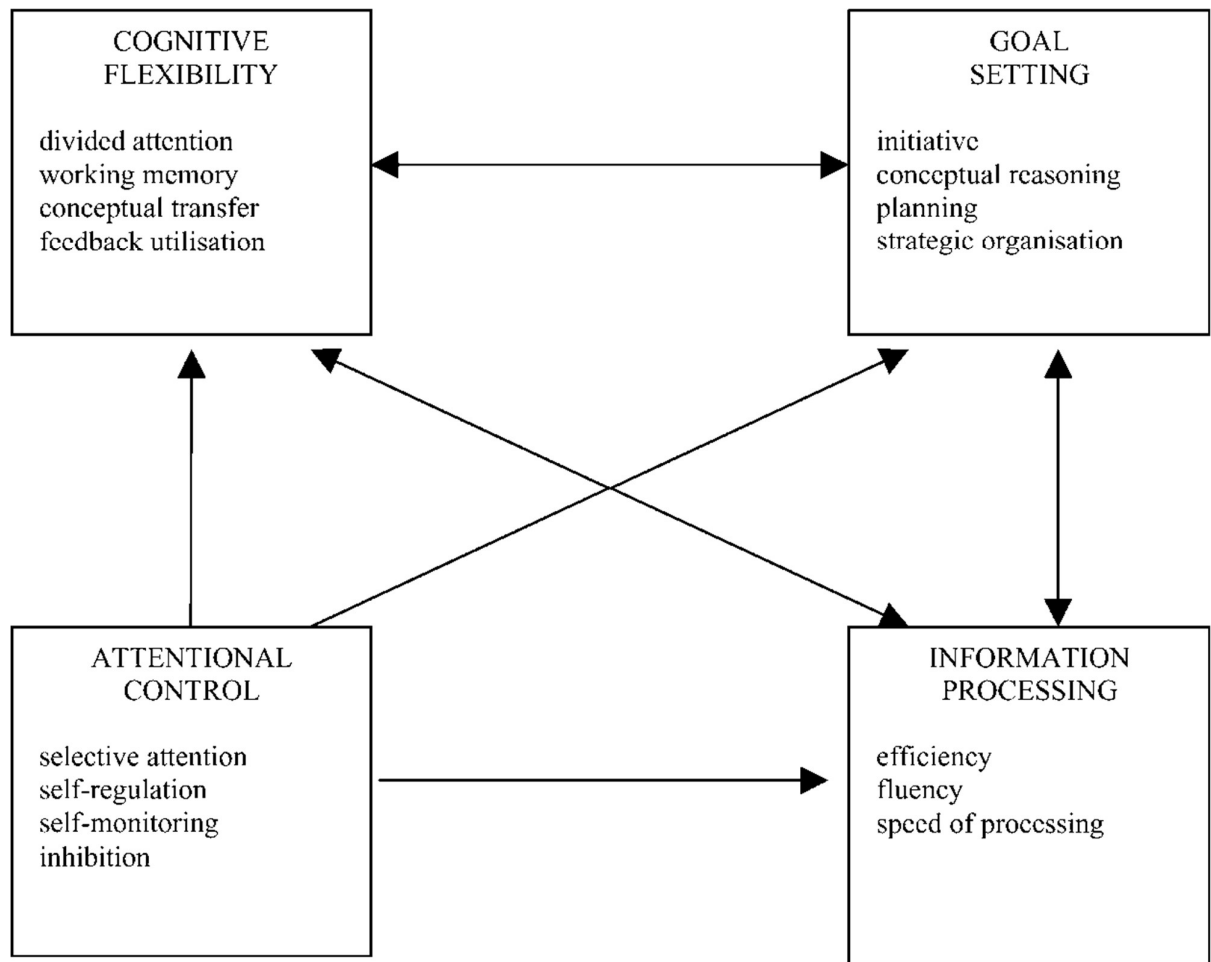 COGNITIVE
FLEXIBILITY
divided attention
working memory
conceptual transfer
feedback utilisation
GOAL
SETTING
initiative
conceptual reasoning
planning
strategic organisation
ATTENTIONAL
CONTROL
selective attention
self-regulation
self-monitoring
inhibition
INFORMATION
PROCESSING
efficiency
fluency
speed of processing